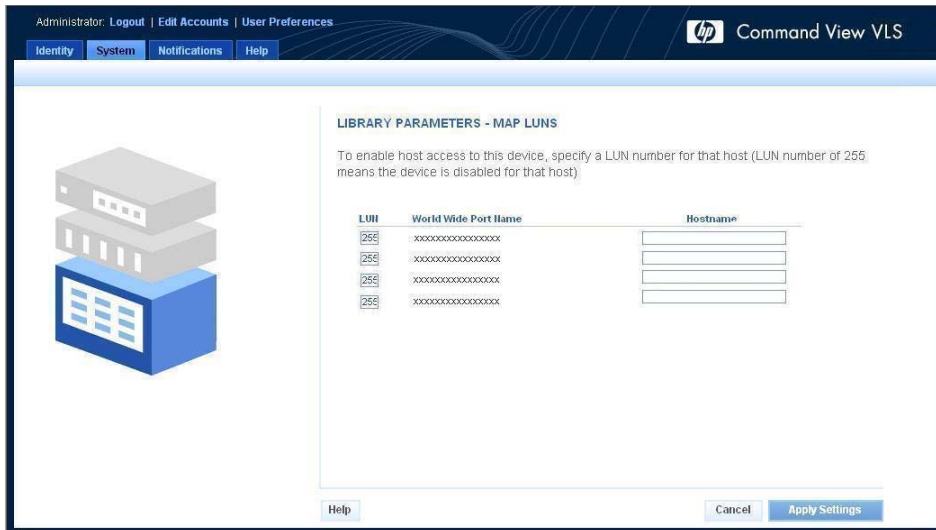 Administrator: Logout | Edit Accounts | User Preferences
hp Command View VLS
Identity System Notifications Help
LIBRARY PARAMETERS - MAP LUNS
To enable host access to this device, specify a LUN number for that host (LUN number of 255
means the device is disabled for that host)
LUN World Wide Port Name Hostname
255 xxxxxxxxxxxxxxxx
255 xxxxxxxxxxxxxxxx
255 xxxxxxxxxxxxxxxx
255 xxxxxxxxxxxxxxxx
Help Cancel Apply Settings